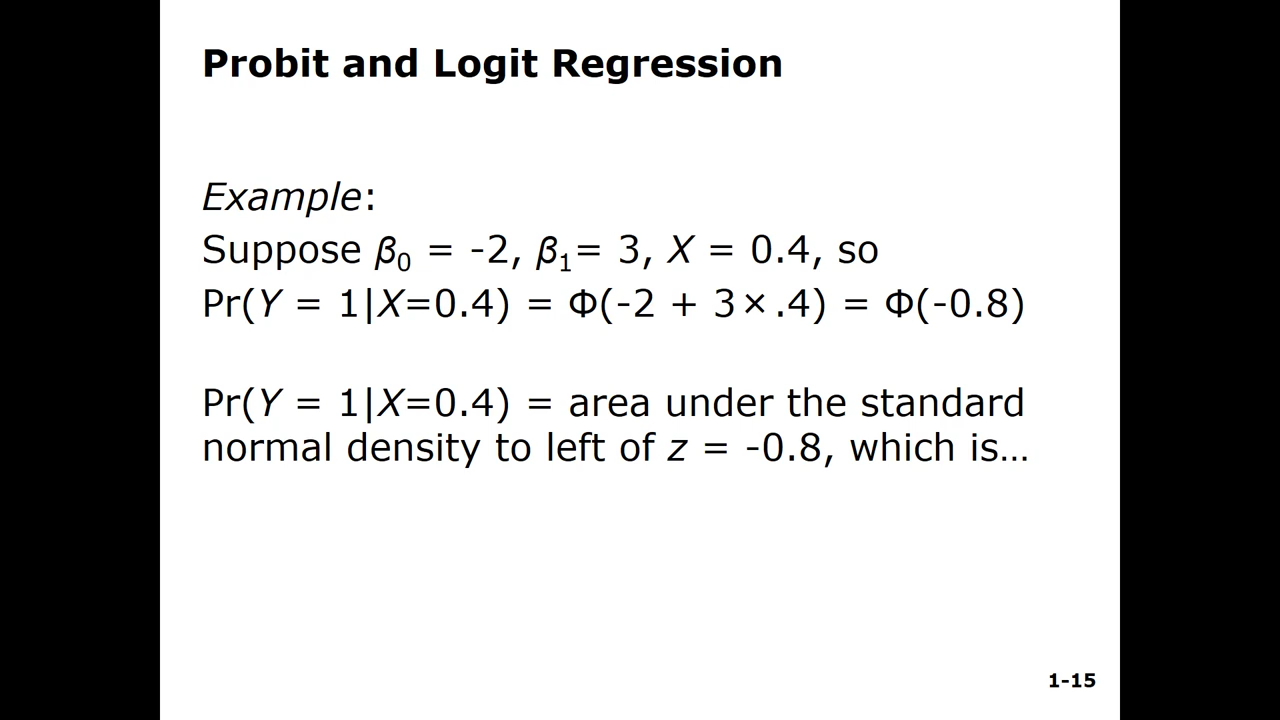 Probit and Logit Regression
Example:
Suppose β₀ = -2, β₁= 3, X = 0.4, so
Pr(Y = 1|X=0.4) = Φ(-2 + 3×.4) = Φ(-0.8)
Pr(Y = 1|X=0.4) = area under the standard
normal density to left of z = -0.8, which is…
1-15